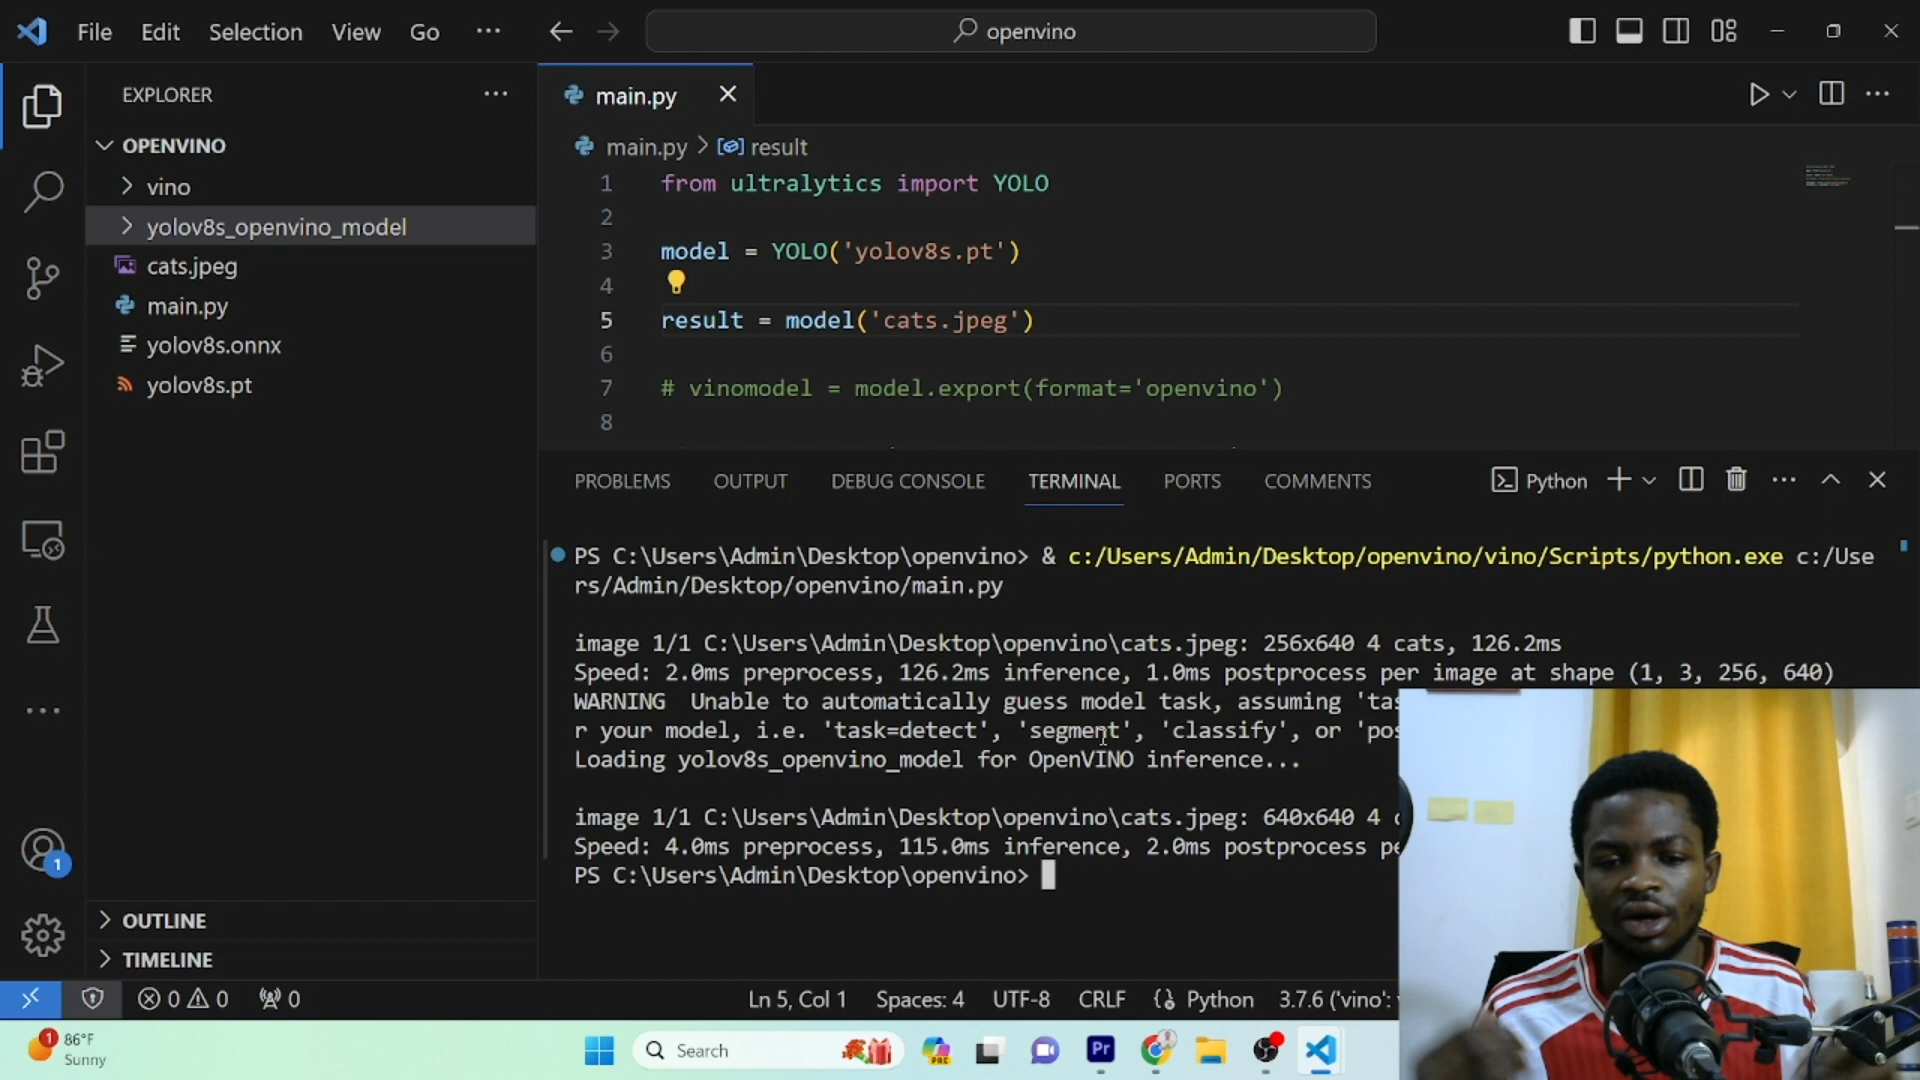 File Edit Selection View Go ··· openvino
EXPLORER
OPENVINO
vino
yolov8s_openvino_model
cats.jpeg
main.py
yolov8s.onnx
yolov8s.pt
OUTLINE
TIMELINE
main.py
main.py > result
1 from ultralytics import YOLO
2
3 model = YOLO('yolov8s.pt')
4
5 result = model('cats.jpeg')
6
7 # vinomodel = model.export(format='openvino')
8
PROBLEMS OUTPUT DEBUG CONSOLE TERMINAL PORTS COMMENTS Python
PS C:\Users\Admin\Desktop\openvino> & c:/Users/Admin/Desktop/openvino/vino/Scripts/python.exe c:/Use
rs/Admin/Desktop/openvino/main.py
image 1/1 C:\Users\Admin\Desktop\openvino\cats.jpeg: 256x640 4 cats, 126.2ms
Speed: 2.0ms preprocess, 126.2ms inference, 1.0ms postprocess per image at shape (1, 3, 256, 640)
WARNING Unable to automatically guess model task, assuming 'tas
r your model, i.e. 'task=detect', 'segment', 'classify', or 'pos
Loading yolov8s_openvino_model for OpenVINO inference...
image 1/1 C:\Users\Admin\Desktop\openvino\cats.jpeg: 640x640 4 c
Speed: 4.0ms preprocess, 115.0ms inference, 2.0ms postprocess pe
PS C:\Users\Admin\Desktop\openvino>
1
0 0 0 Ln 5, Col 1 Spaces: 4 UTF-8 CRLF Python 3.7.6 ('vino':
1
86°F
Sunny
Search
PRE
Pr